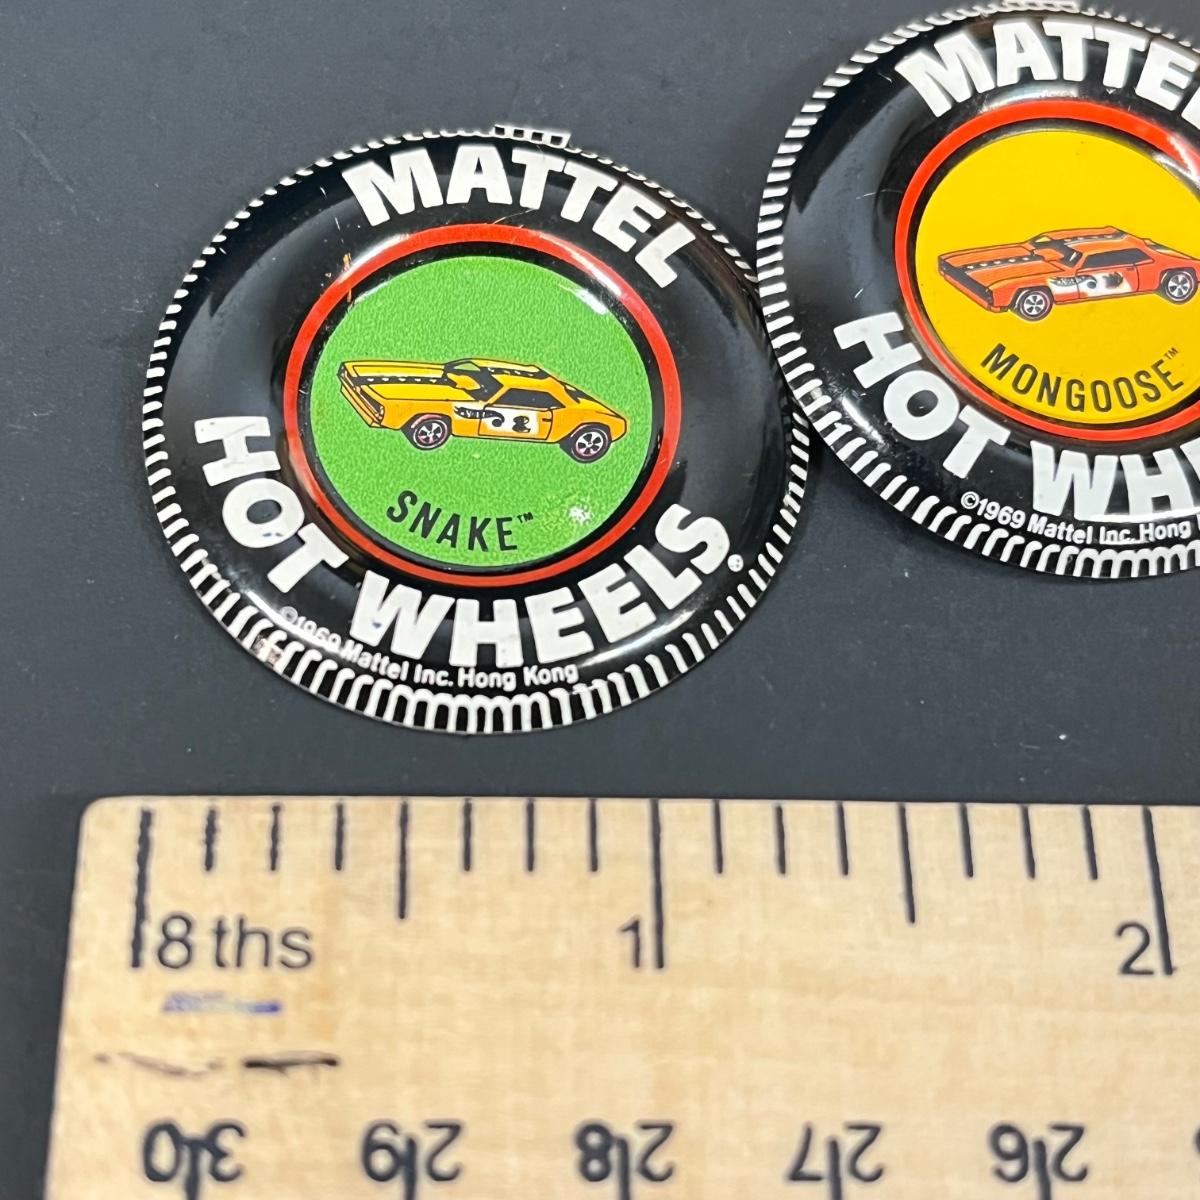 MATTEL
SNAKE™
HOT WHEELS®
©1969 Mattel Inc. Hong Kong
MATTEL
MONGOOSE™
HOT WHE
©1969 Mattel Inc. Hong
8 ths 1 2
30 29 28 27 26